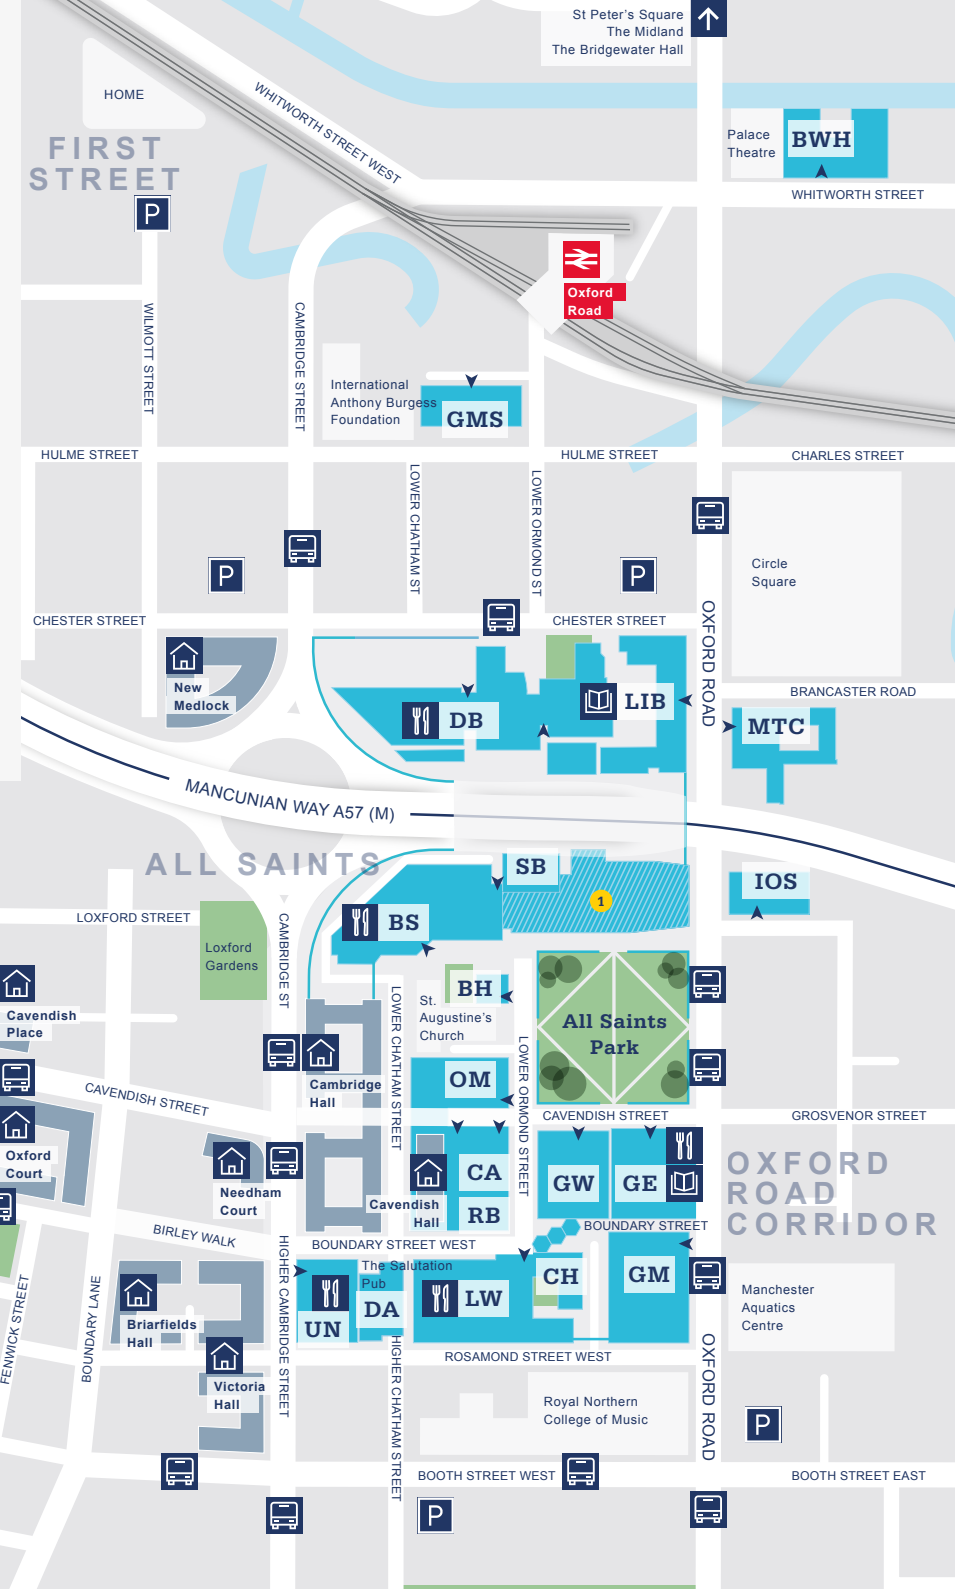 St Peter's Square
The Midland
The Bridgewater Hall
HOME
WHITWORTH STREET WEST
FIRST
STREET
Palace
Theatre
BWH
WHITWORTH STREET
P
Oxford
Road
WILMOTT STREET
CAMBRIDGE STREET
International
Anthony Burgess
Foundation
GMS
HULME STREET
HULME STREET
CHARLES STREET
LOWER CHATHAM ST
LOWER ORMOND ST
Circle
Square
P
P
CHESTER STREET
CHESTER STREET
OXFORD ROAD
New
Medlock
BRANCASTER ROAD
DB
LIB
MTC
MANCUNIAN WAY A57 (M)
ALL SAINTS
SB
IOS
1
LOXFORD STREET
CAMBRIDGE ST
BS
Loxford
Gardens
Cavendish
Place
BH
St.
Augustine's
Church
LOWER CHATHAM STREET
LOWER ORMOND STREET
All Saints
Park
Cambridge
Hall
OM
CAVENDISH STREET
CAVENDISH STREET
GROSVENOR STREET
Oxford
Court
Needham
Court
Cavendish
Hall
CA
RB
GW
GE
OXFORD
ROAD
CORRIDOR
BIRLEY WALK
BOUNDARY STREET WEST
BOUNDARY STREET
The Salutation
Pub
HIGHER CAMBRIDGE STREET
FENWICK STREET
BOUNDARY LANE
Briarfields
Hall
UN
DA
LW
CH
GM
Manchester
Aquatics
Centre
Victoria
Hall
HIGHER CHATHAM STREET
ROSAMOND STREET WEST
OXFORD ROAD
Royal Northern
College of Music
P
BOOTH STREET WEST
BOOTH STREET EAST
P